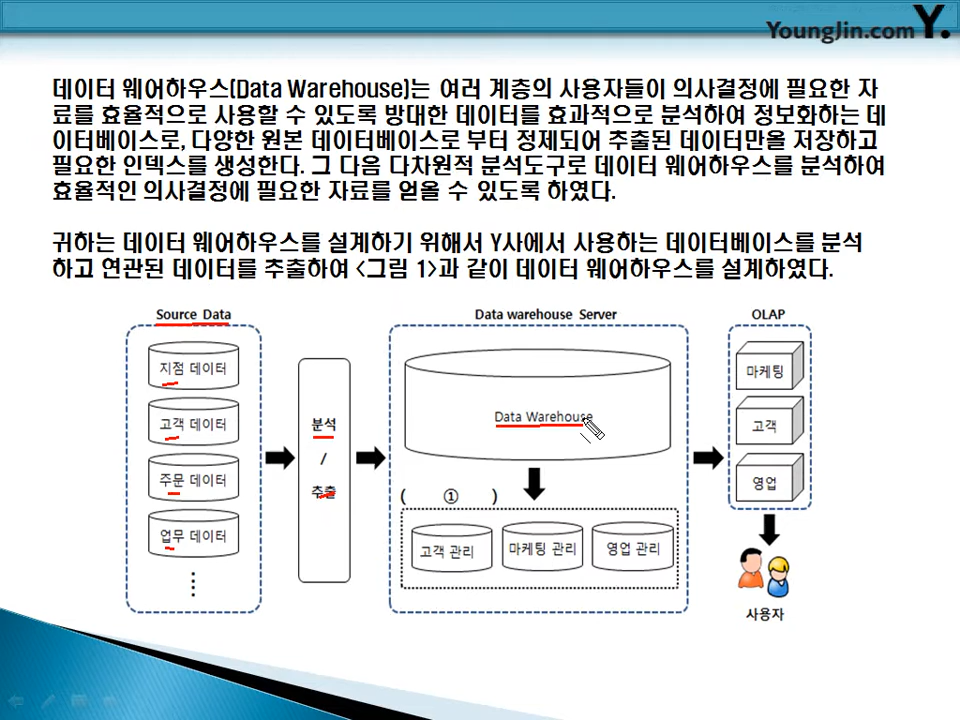 YoungJin.com Y.
데이터 웨어하우스(Data Warehouse)는 여러 계층의 사용자들이 의사결정에 필요한 자
료를 효율적으로 사용할 수 있도록 방대한 데이터를 효과적으로 분석하여 정보화하는 데
이터베이스로, 다양한 원본 데이터베이스로 부터 정제되어 추출된 데이터만을 저장하고
필요한 인덱스를 생성한다. 그 다음 다차원적 분석도구로 데이터 웨어하우스를 분석하여
효율적인 의사결정에 필요한 자료를 얻을 수 있도록 하였다.
귀하는 데이터 웨어하우스를 설계하기 위해서 Y사에서 사용하는 데이터베이스를 분석
하고 연관된 데이터를 추출하여 <그림 1>과 같이 데이터 웨어하우스를 설계하였다.
Source Data
지점 데이터
고객 데이터
주문 데이터
업무 데이터
분석
/
추출
Data warehouse Server
Data Warehouse
( ① )
고객 관리
마케팅 관리
영업 관리
OLAP
마케팅
고객
영업
사용자